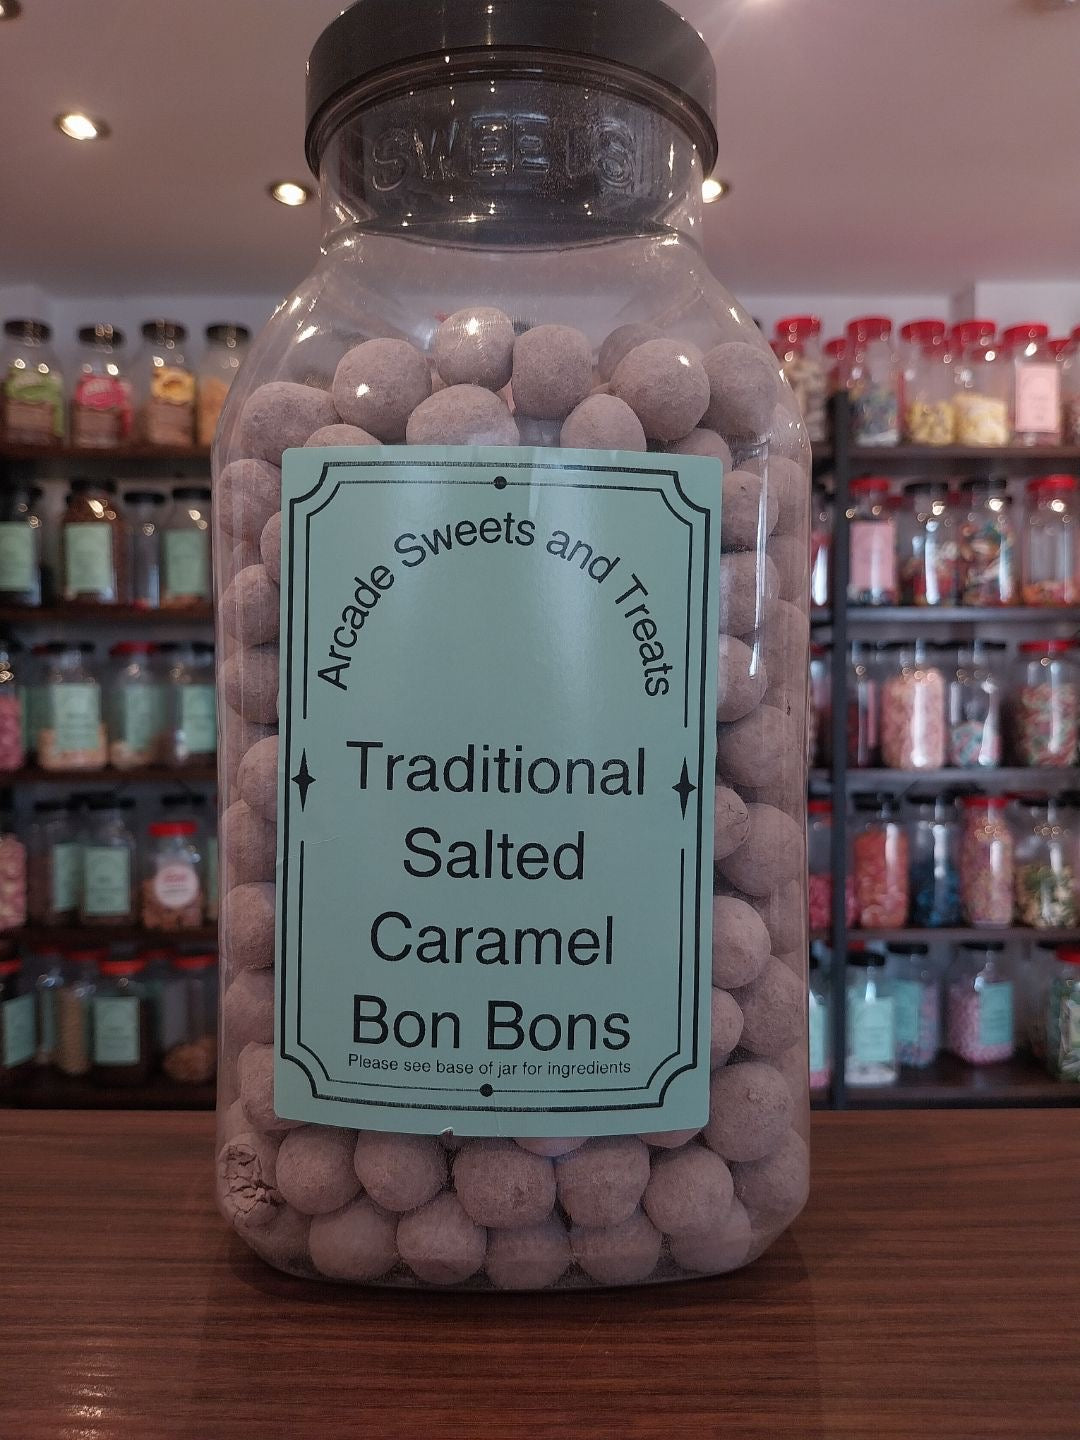 SWEETS
Arcade Sweets and Treats
Traditional
Salted
Caramel
Bon Bons
Please see base of jar for ingredients